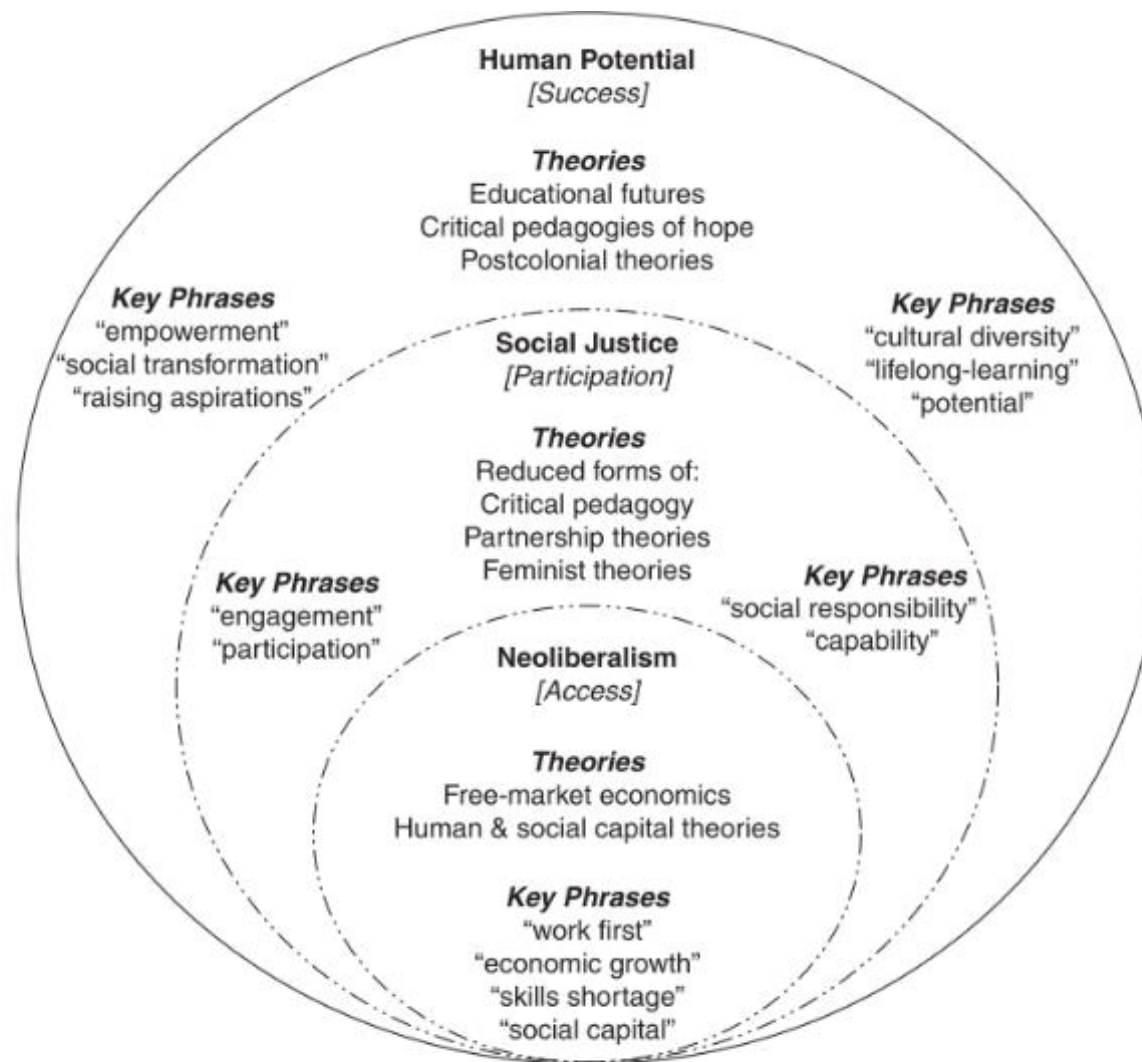 Human Potential
[Success]
Theories
Educational futures
Critical pedagogies of hope
Postcolonial theories
Key Phrases
“empowerment”
“social transformation”
“raising aspirations”
Key Phrases
“cultural diversity”
“lifelong-learning”
“potential”
Social Justice
[Participation]
Theories
Reduced forms of:
Critical pedagogy
Partnership theories
Feminist theories
Key Phrases
“engagement”
“participation”
Key Phrases
“social responsibility”
“capability”
Neoliberalism
[Access]
Theories
Free-market economics
Human & social capital theories
Key Phrases
“work first”
“economic growth”
“skills shortage”
“social capital”